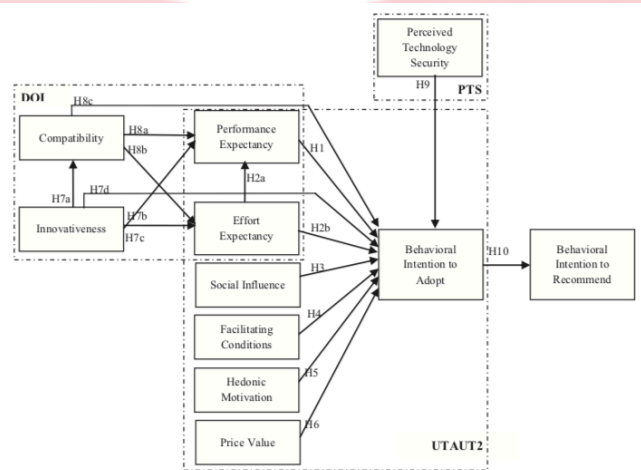 Perceived
Technology
Security
H9
PTS
DOI
H8c
Compatibility
H8a
H8b
Performance
Expectancy
H1
H7a
H7d
H2a
Innovativeness
H7b
H7c
Effort
Expectancy
H2b
Behavioral
Intention to
Adopt
H10
Behavioral
Intention to
Recommend
Social Influence
H3
Facilitating
Conditions
H4
Hedonic
Motivation
H5
Price Value
H6
UTAUT2